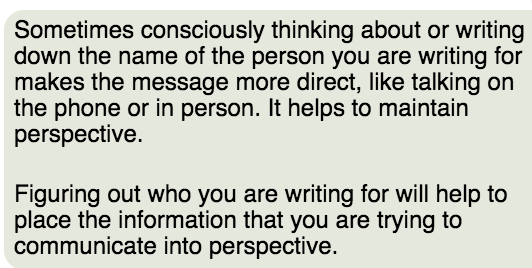 Sometimes consciously thinking about or writing
down the name of the person you are writing for
makes the message more direct, like talking on
the phone or in person. It helps to maintain
perspective.
Figuring out who you are writing for will help to
place the information that you are trying to
communicate into perspective.